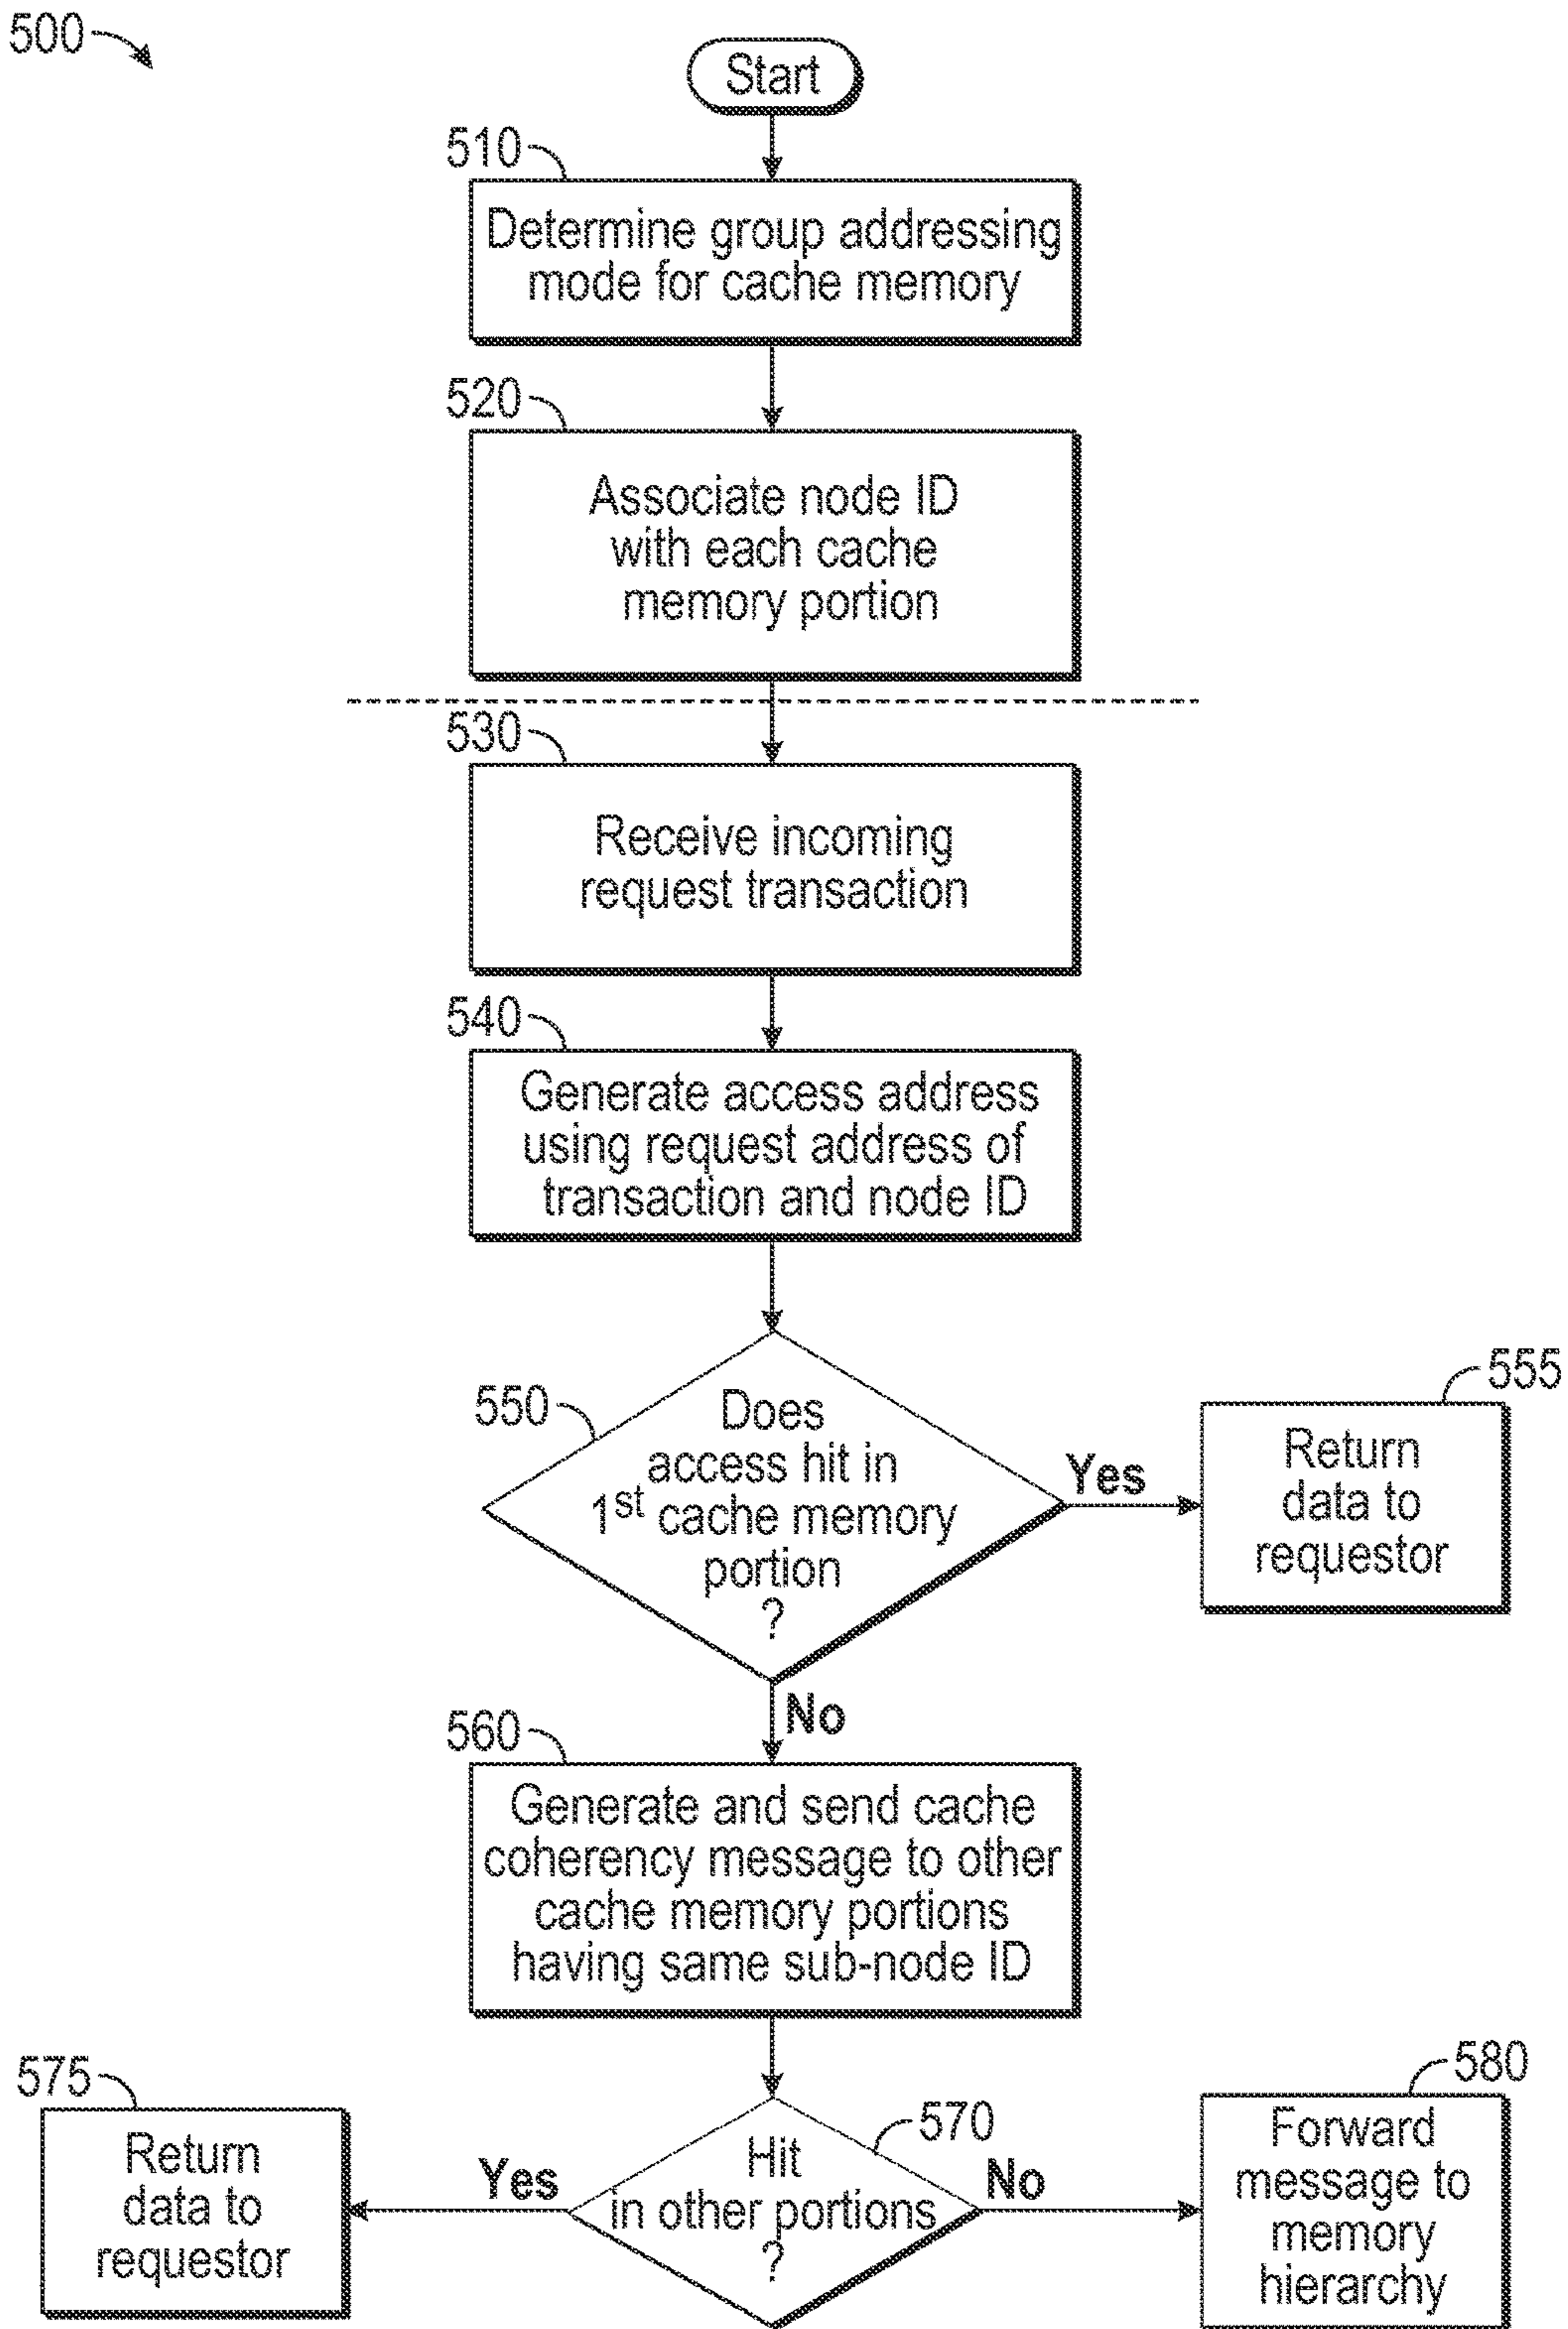 500
Start
510
Determine group addressing
mode for cache memory
520
Associate node ID
with each cache
memory portion
530
Receive incoming
request transaction
540
Generate access address
using request address of
transaction and node ID
550
Does
access hit in
1st cache memory
portion
?
Yes
555
Return
data to
requestor
No
560
Generate and send cache
coherency message to other
cache memory portions
having same sub-node ID
570
Hit
in other portions
?
Yes
575
Return
data to
requestor
No
580
Forward
message to
memory
hierarchy